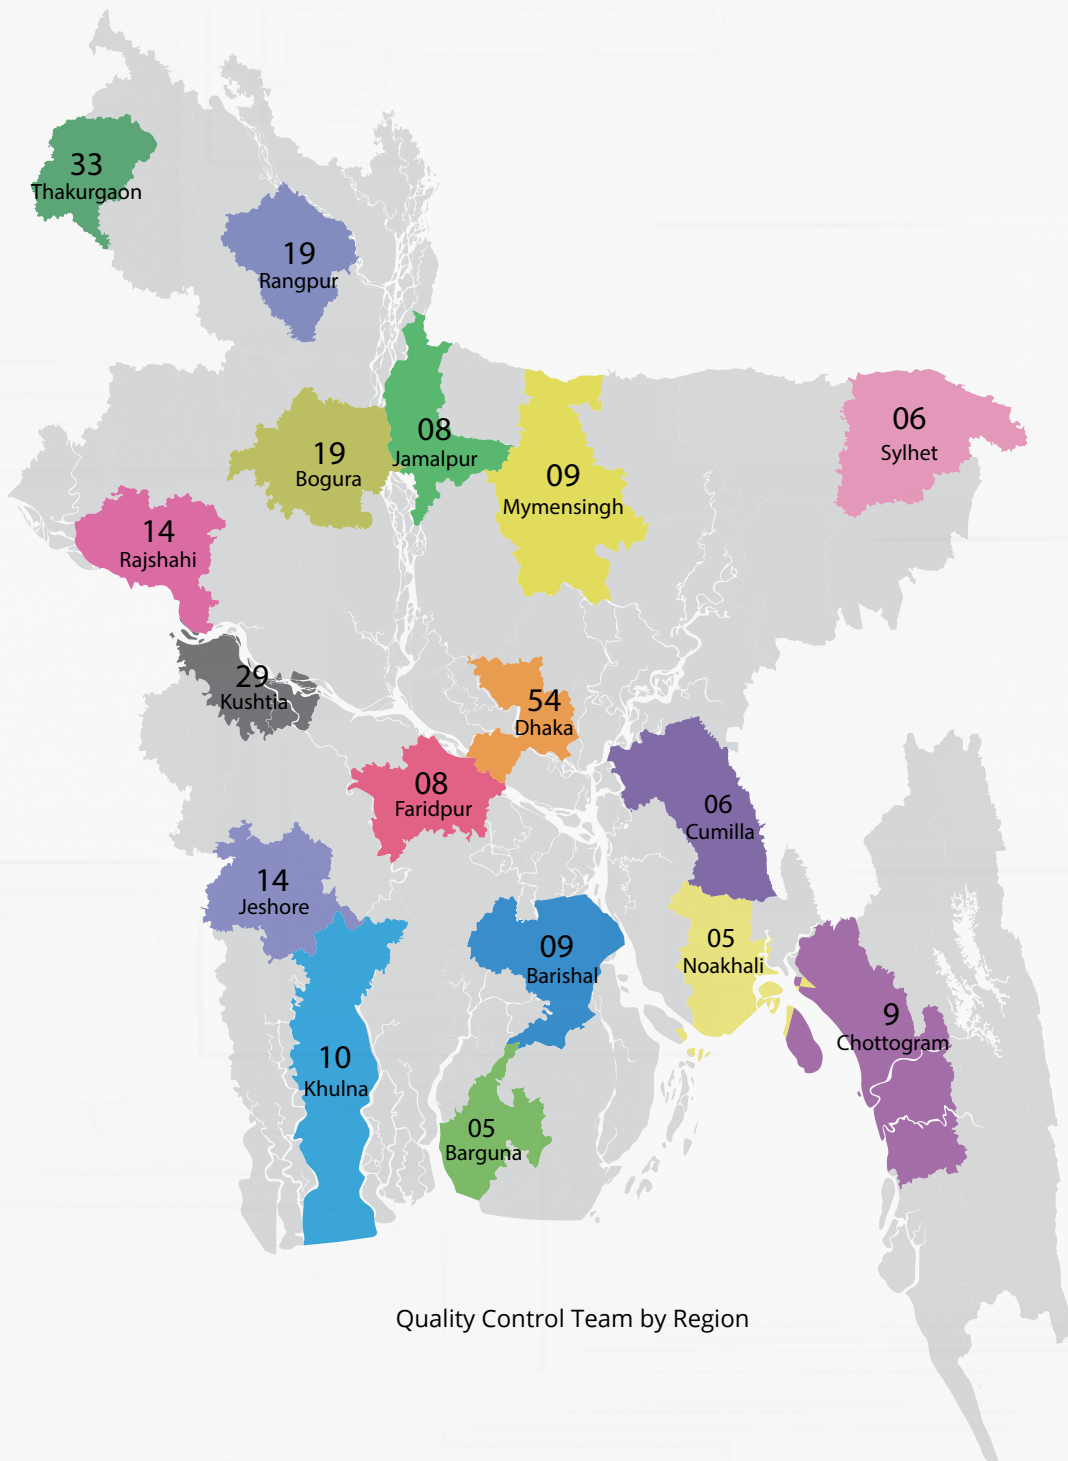 33
Thakurgaon
19
Rangpur
08
Jamalpur
06
Sylhet
19
Bogura
09
Mymensingh
14
Rajshahi
29
Kushtia
54
Dhaka
08
Faridpur
06
Cumilla
14
Jeshore
09
Barishal
05
Noakhali
9
Chottogram
10
Khulna
05
Barguna
Quality Control Team by Region